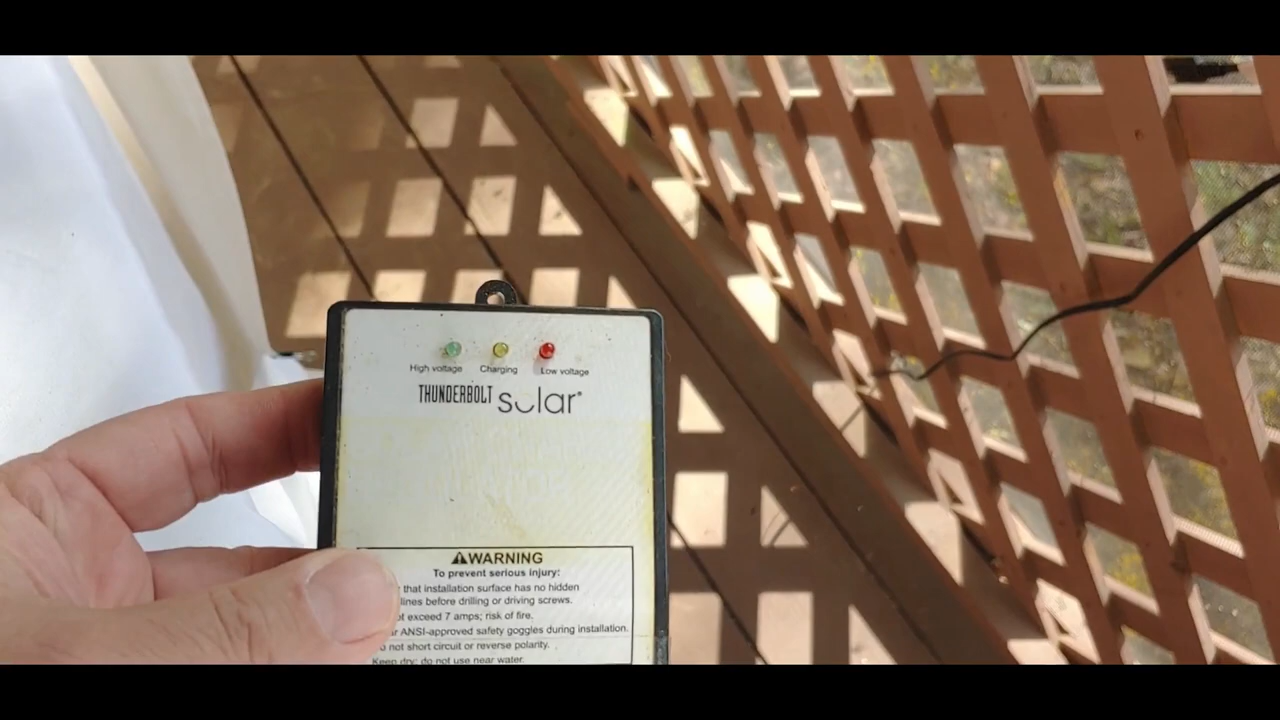 High voltage Charging Low voltage
THUNDERBOLT solar®
⚠WARNING
To prevent serious injury:
that installation surface has no hidden
lines before drilling or driving screws.
exceed 7 amps; risk of fire.
ANSI-approved safety goggles during installation.
not short circuit or reverse polarity.
Keep dry; do not use near water.